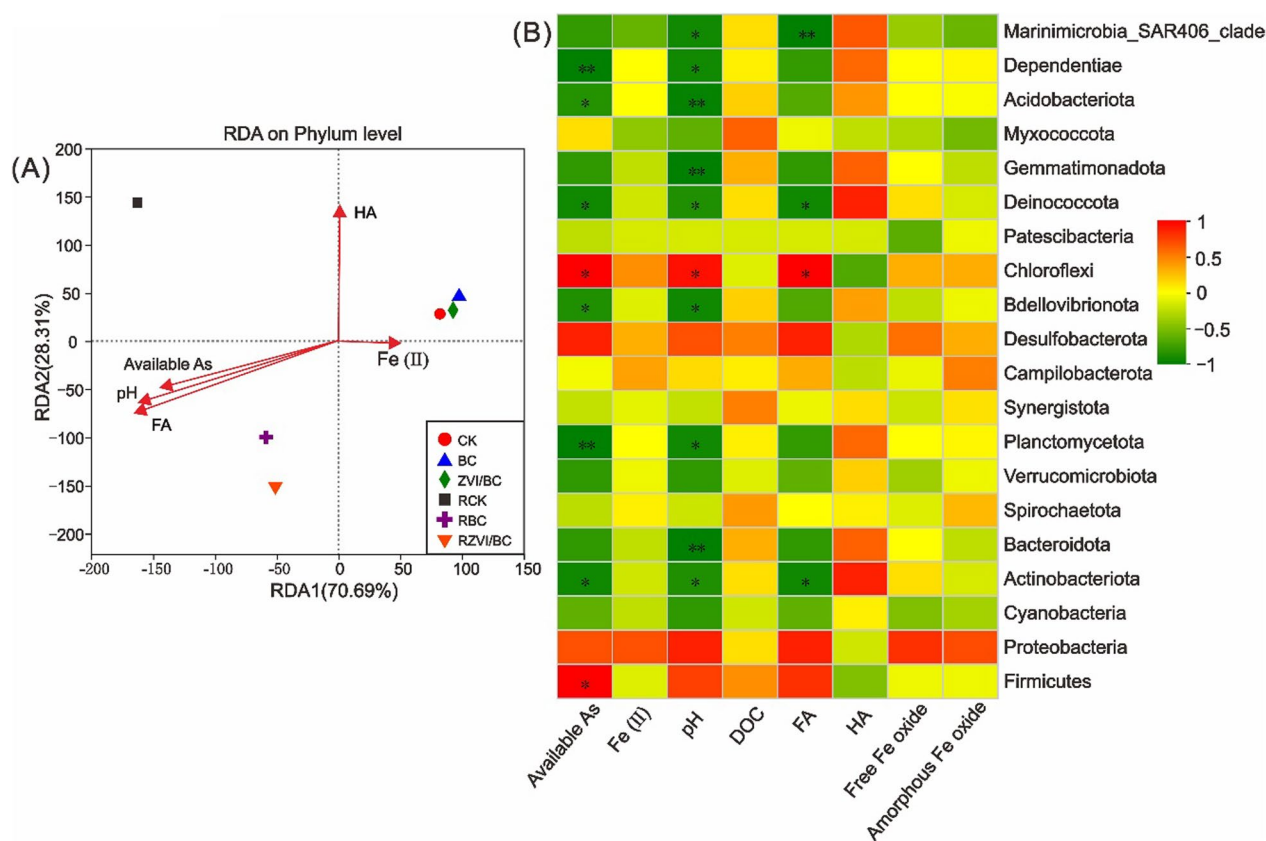 (A)
RDA on Phylum level
200
150
100
50
0
-50
-100
-150
-200
RDA2(28.31%)
HA
Fe (II)
Available As
pH
FA
CK
BC
ZVI/BC
RCK
RBC
RZVI/BC
-200
-150
-100
-50
0
50
100
150
RDA1(70.69%)
(B)
* ** Marinimicrobia_SAR406_clade
** * Dependentiae
* ** Acidobacteriota
Myxococcota
** Gemmatimonadota
* * * Deinococcota
Patescibacteria
* * * Chloroflexi
* * Bdellovibrionota
Desulfobacterota
Campilobacterota
Synergistota
** * Planctomycetota
Verrucomicrobiota
Spirochaetota
** Bacteroidota
* * * Actinobacteriota
Cyanobacteria
Proteobacteria
* Firmicutes
Available As
Fe (II)
pH
DOC
FA
HA
Free Fe oxide
Amorphous Fe oxide
1
0.5
0
−0.5
−1